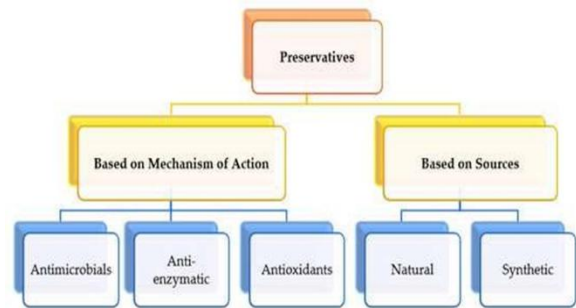 Preservatives
Based on Mechanism of Action
Based on Sources
Antimicrobials
Anti-
enzymatic
Antioxidants
Natural
Synthetic